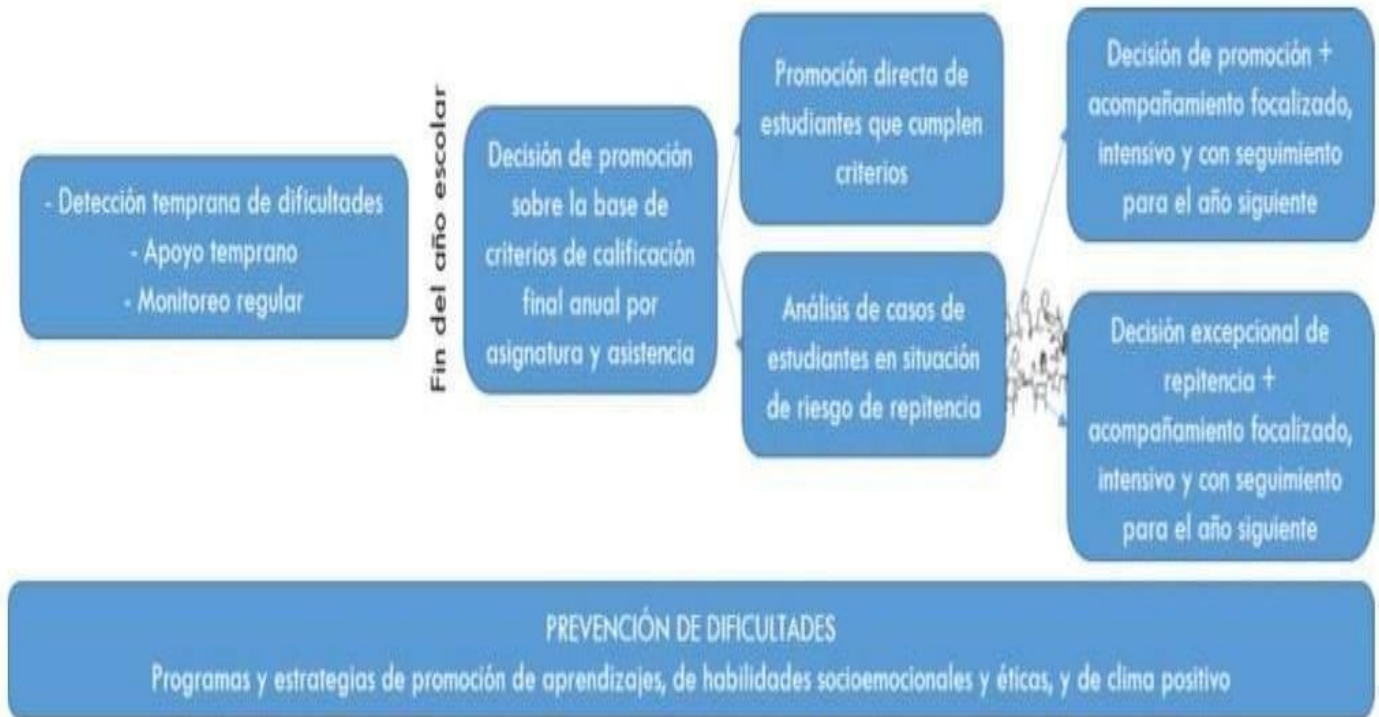 - Detección temprana de dificultades
- Apoyo temprano
- Monitoreo regular
Fin del año escolar
Decisión de promoción
sobre la base de
criterios de calificación
final anual por
asignatura y asistencia
Promoción directa de
estudiantes que cumplen
criterios
Análisis de casos de
estudiantes en situación
de riesgo de repitencia
Decisión de promoción +
acompañamiento focalizado,
intensivo y con seguimiento
para el año siguiente
Decisión excepcional de
repitencia +
acompañamiento focalizado,
intensivo y con seguimiento
para el año siguiente
PREVENCIÓN DE DIFICULTADES
Programas y estrategias de promoción de aprendizajes, de habilidades socioemocionales y éticas, y de clima positivo